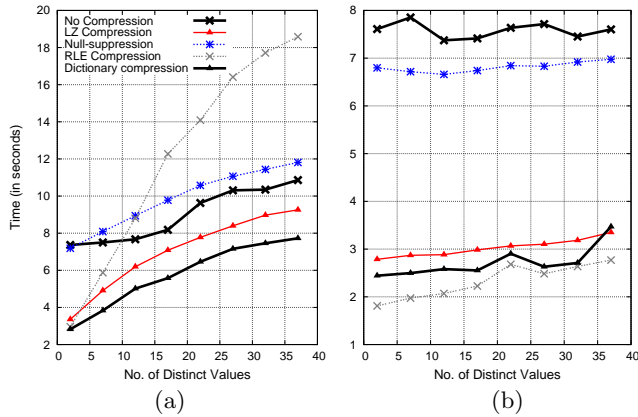 No Compression
LZ Compression
Null-suppression
RLE Compression
Dictionary compression
Time (in seconds)
20
18
16
14
12
10
8
6
4
2
0 5 10 15 20 25 30 35 40
No. of Distinct Values
(a)
8
7
6
5
4
3
2
1
0 5 10 15 20 25 30 35 40
No. of Distinct Values
(b)